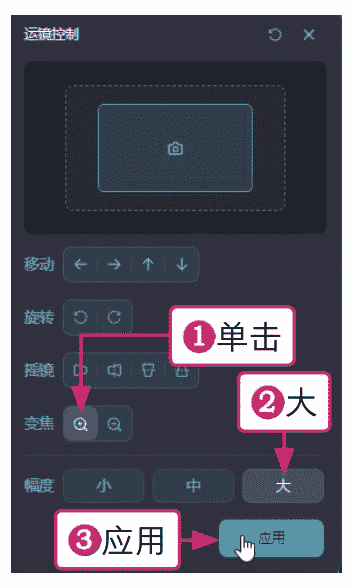 运镜控制
移动
旋转
❶单击
摇镜
❷大
变焦
幅度 小 中 大
❸应用 应用